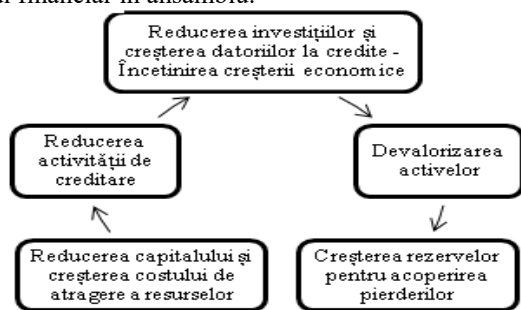 financiar în ansamblu.
Reducerea investițiilor și
creșterea datoriilor la credite -
Încetinirea creșterii economice
Reducerea
activității de
creditare
Devalorizarea
activelor
Reducerea capitalului și
creșterea costului de
atragere a resurselor
Creșterea rezervelor
pentru acoperirea
pierderilor